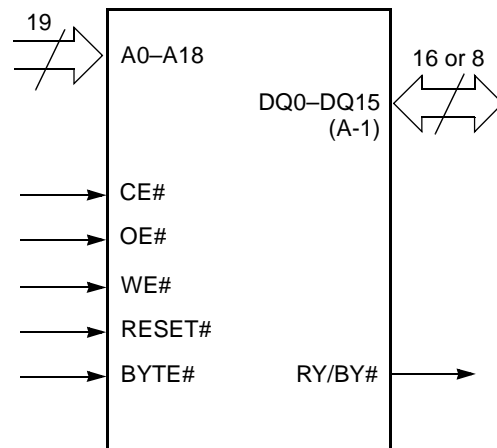 19
A0–A18
16 or 8
DQ0–DQ15
(A-1)
CE#
OE#
WE#
RESET#
BYTE#
RY/BY#